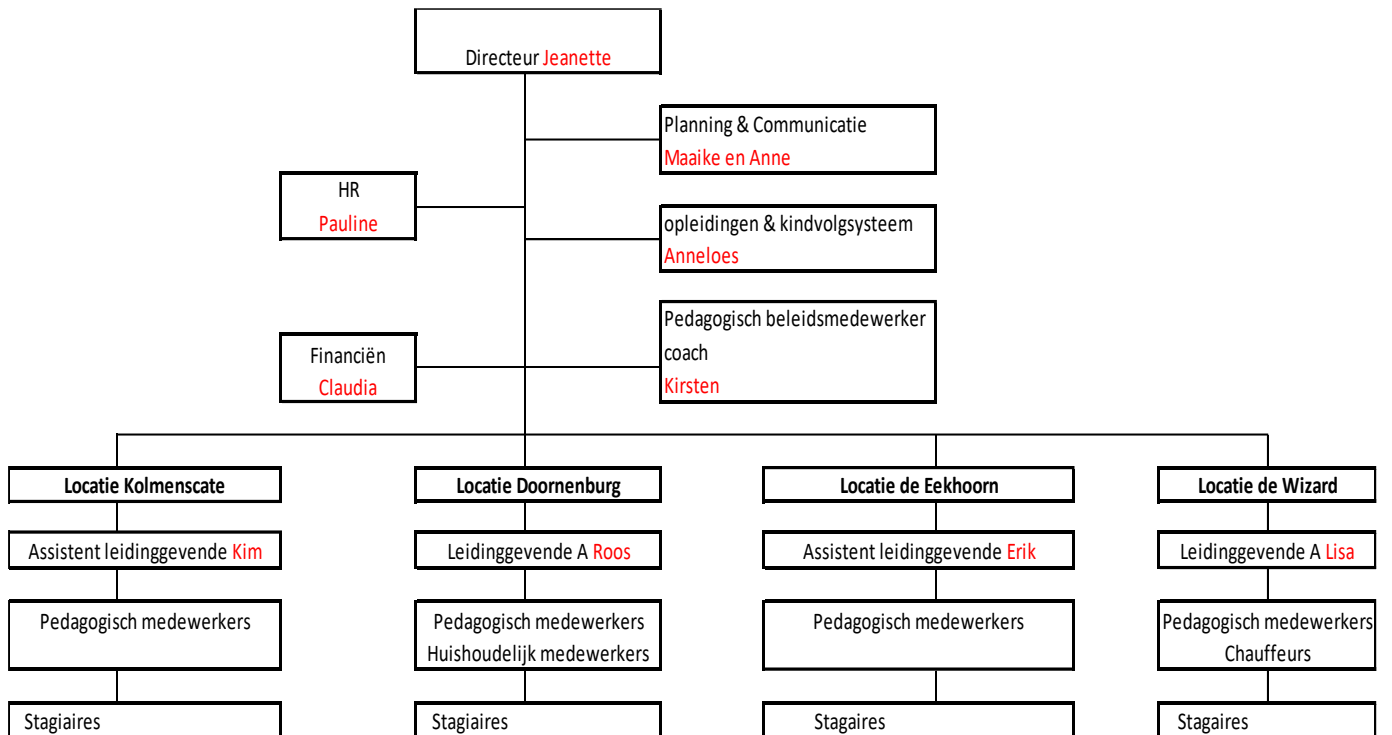 Directeur Jeanette
Planning & Communicatie
Maaike en Anne
HR
Pauline
opleidingen & kindvolgsysteem
Anneloes
Pedagogisch beleidsmedewerker
coach
Kirsten
Financiën
Claudia
Locatie Kolmenscate
Locatie Doornenburg
Locatie de Eekhoorn
Locatie de Wizard
Assistent leidinggevende Kim
Leidinggevende A Roos
Assistent leidinggevende Erik
Leidinggevende A Lisa
Pedagogisch medewerkers
Pedagogisch medewerkers
Huishoudelijk medewerkers
Pedagogisch medewerkers
Pedagogisch medewerkers
Chauffeurs
Stagiaires
Stagiaires
Stagaires
Stagaires